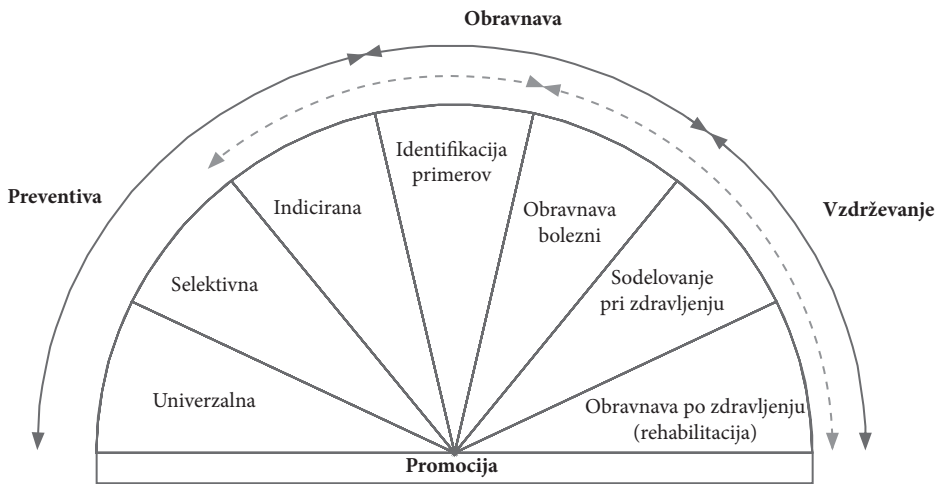 Obravnava
Preventiva
Vzdrževanje
Univerzalna
Selektivna
Indicirana
Identifikacija
primerov
Obravnava
bolezni
Sodelovanje
pri zdravljenju
Obravnava po zdravljenju
(rehabilitacija)
Promocija